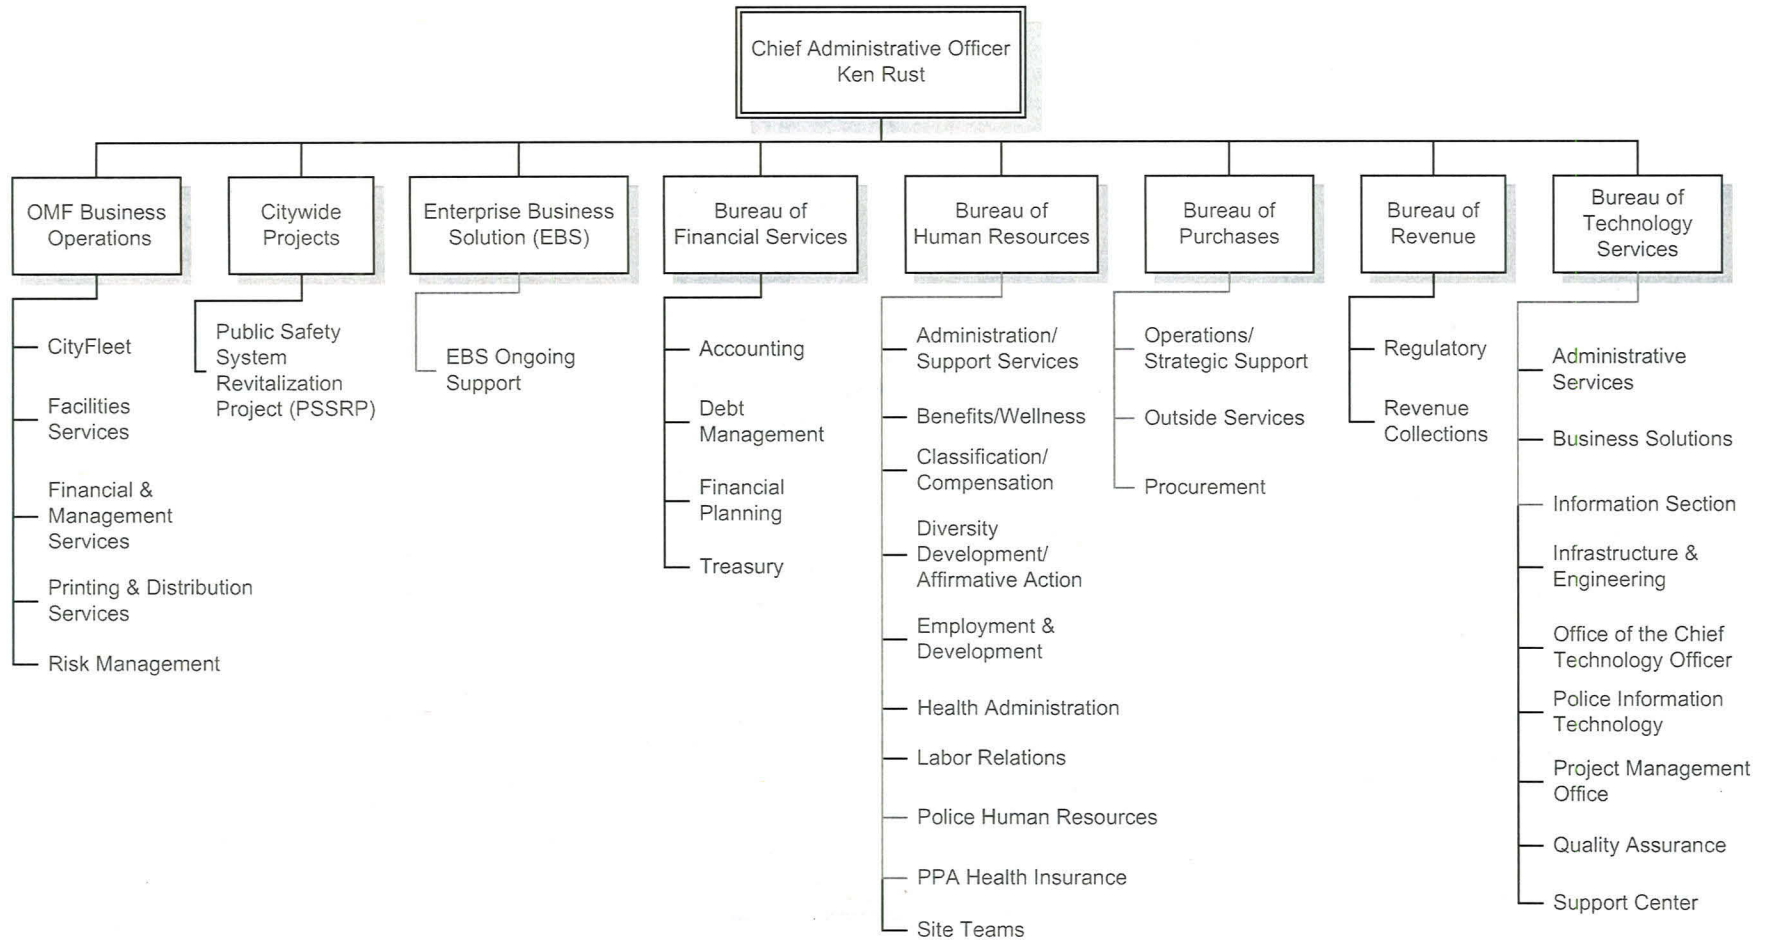 Chief Administrative Officer
Ken Rust
OMF Business
Operations
Citywide
Projects
Enterprise Business
Solution (EBS)
Bureau of
Financial Services
Bureau of
Human Resources
Bureau of
Purchases
Bureau of
Revenue
Bureau of
Technology
Services
CityFleet
Facilities
Services
Financial &
Management
Services
Printing & Distribution
Services
Risk Management
Public Safety
System
Revitalization
Project (PSSRP)
EBS Ongoing
Support
Accounting
Debt
Management
Financial
Planning
Treasury
Administration/
Support Services
Benefits/Wellness
Classification/
Compensation
Diversity
Development/
Affirmative Action
Employment &
Development
Health Administration
Labor Relations
Police Human Resources
PPA Health Insurance
Site Teams
Operations/
Strategic Support
Outside Services
Procurement
Regulatory
Revenue
Collections
Administrative
Services
Business Solutions
Information Section
Infrastructure &
Engineering
Office of the Chief
Technology Officer
Police Information
Technology
Project Management
Office
Quality Assurance
Support Center